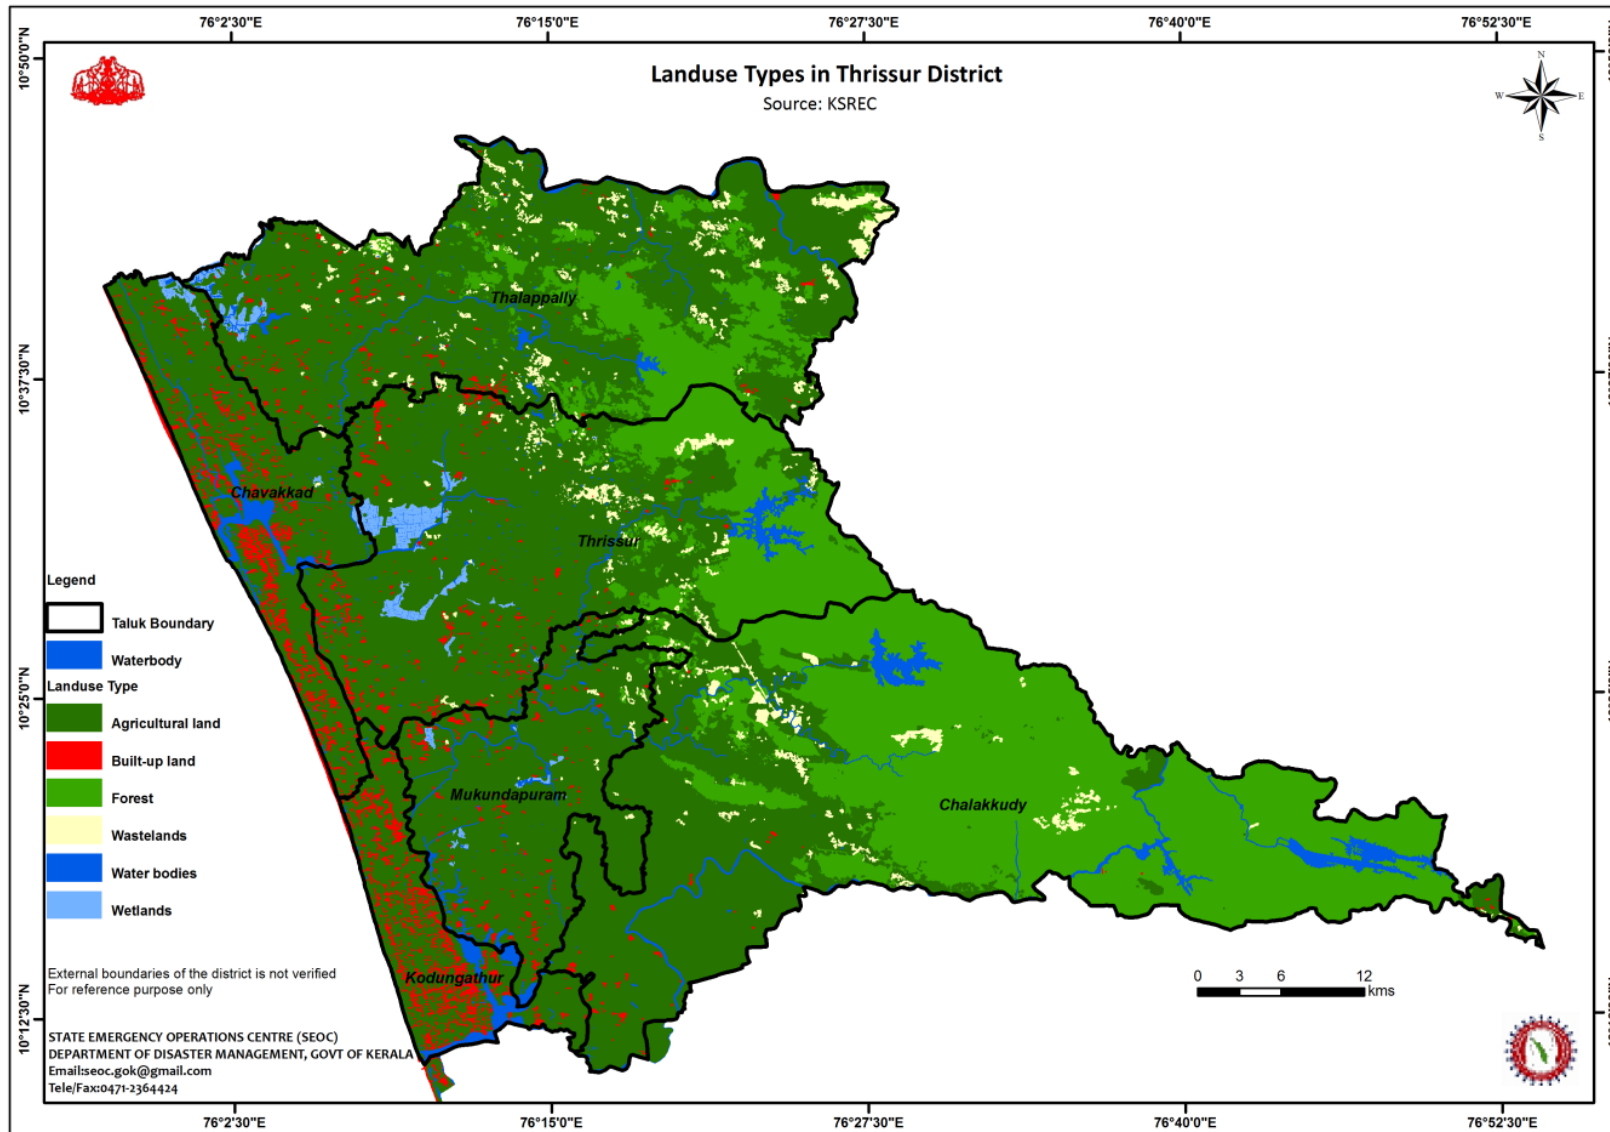 76°2'30"E 76°15'0"E 76°27'30"E 76°40'0"E 76°52'30"E
10°50'0"N
Landuse Types in Thrissur District
Source: KSREC
N
W E
S
Thalappally
10°37'30"N
Chavakkad
Thrissur
Legend
Taluk Boundary
Waterbody
Landuse Type
Agricultural land
Built-up land
Forest
Wastelands
Water bodies
Wetlands
10°25'0"N
Mukundapuram
Chalakkudy
Kodungathur
External boundaries of the district is not verified
For reference purpose only
0 3 6 12
kms
10°12'30"N
STATE EMERGENCY OPERATIONS CENTRE (SEOC)
DEPARTMENT OF DISASTER MANAGEMENT, GOVT OF KERALA
Email:seoc.gok@gmail.com
Tele/Fax:0471-2364424
76°2'30"E 76°15'0"E 76°27'30"E 76°40'0"E 76°52'30"E